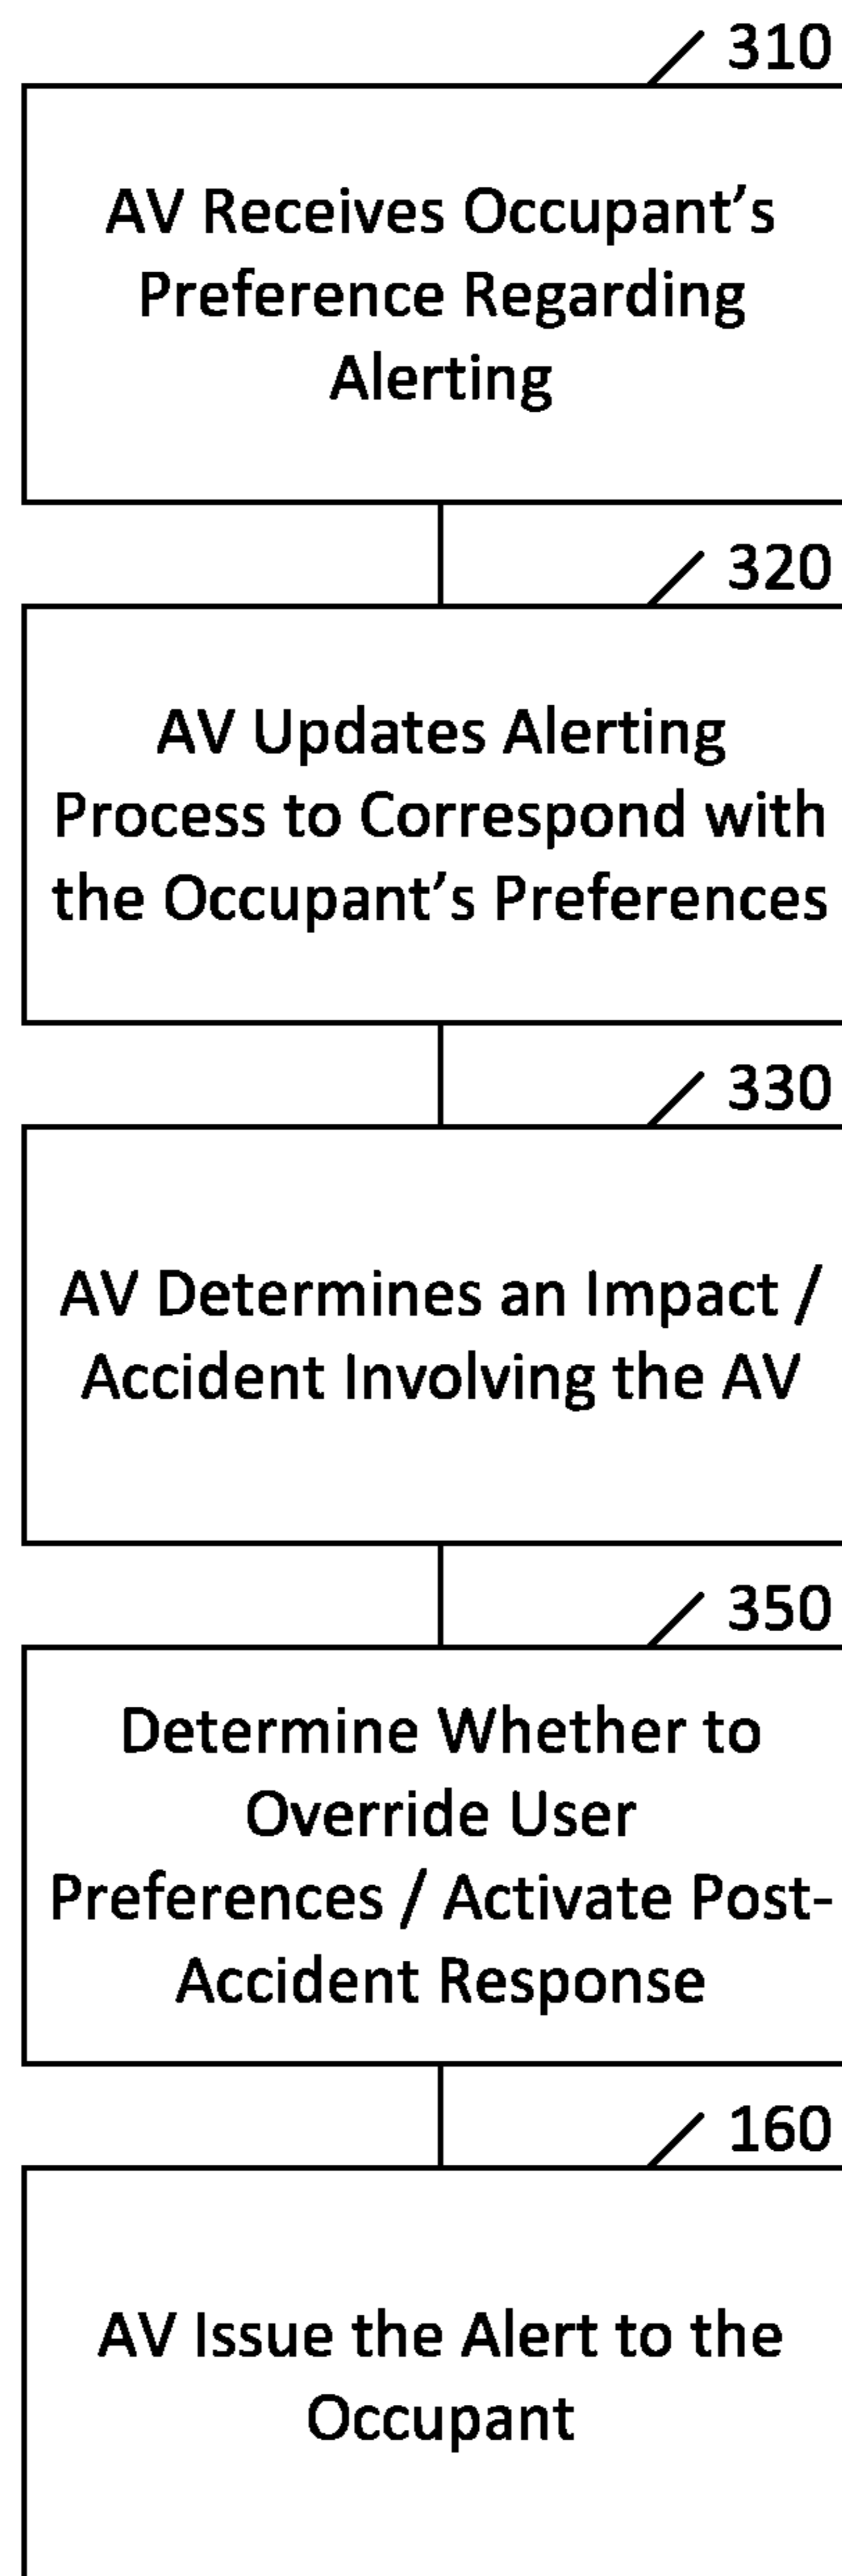 310
AV Receives Occupant’s
Preference Regarding
Alerting
320
AV Updates Alerting
Process to Correspond with
the Occupant’s Preferences
330
AV Determines an Impact /
Accident Involving the AV
350
Determine Whether to
Override User
Preferences / Activate Post-
Accident Response
160
AV Issue the Alert to the
Occupant